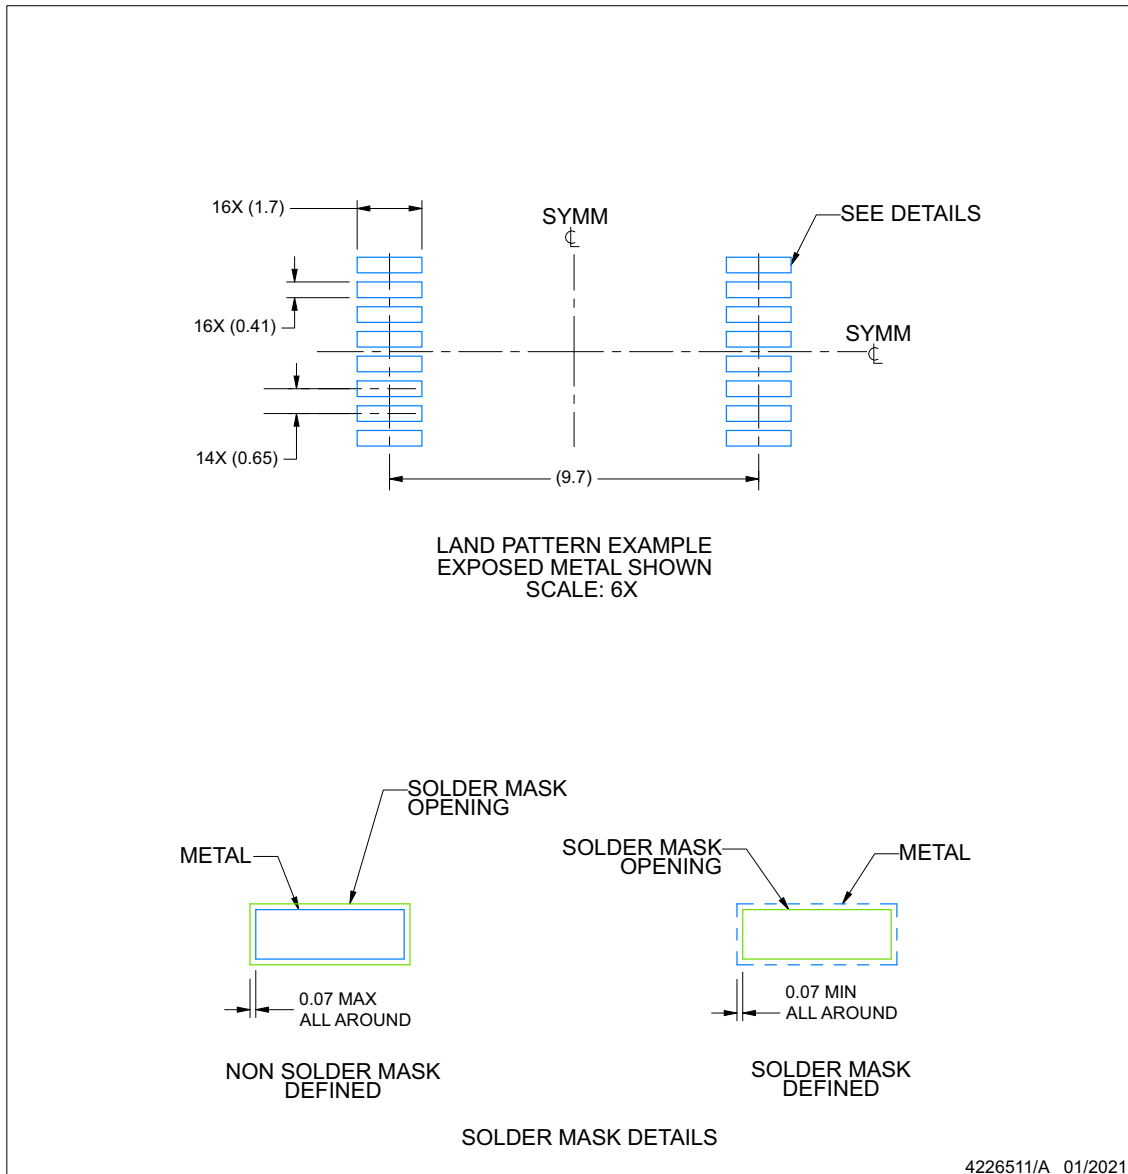 16X (1.7)
SYMM
SEE DETAILS
16X (0.41)
SYMM
14X (0.65)
(9.7)
LAND PATTERN EXAMPLE
EXPOSED METAL SHOWN
SCALE: 6X
SOLDER MASK
OPENING
METAL
SOLDER MASK
OPENING
METAL
0.07 MAX
ALL AROUND
0.07 MIN
ALL AROUND
NON SOLDER MASK
DEFINED
SOLDER MASK
DEFINED
SOLDER MASK DETAILS
4226511/A 01/2021